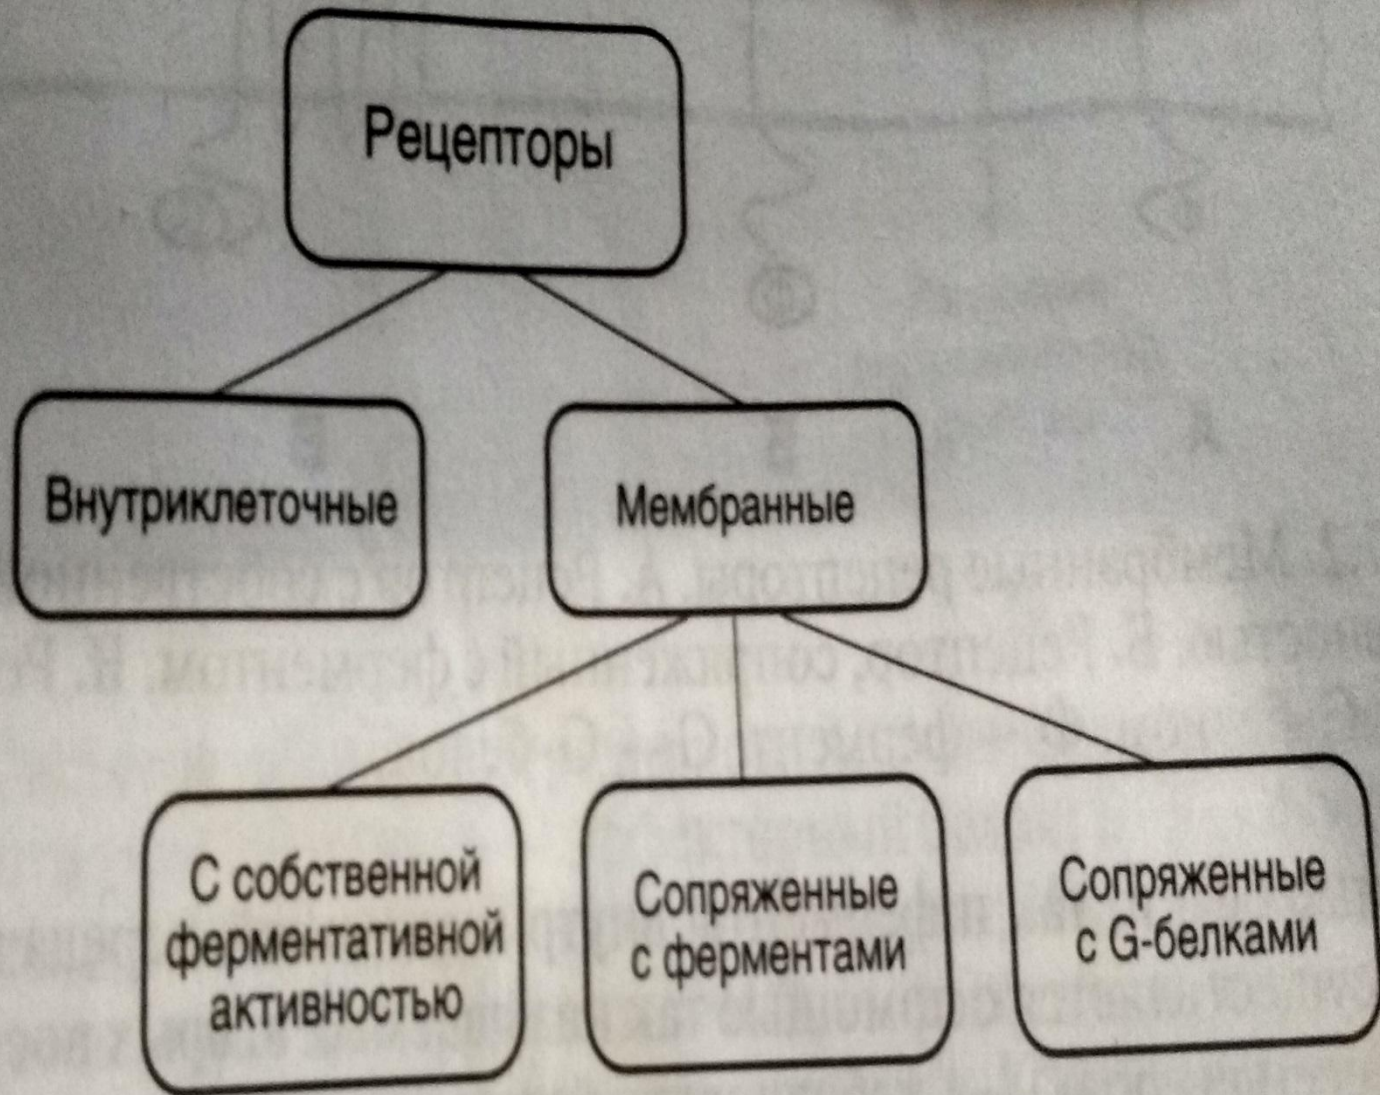 Рецепторы
Внутриклеточные
Мембранные
С собственной
ферментативной
активностью
Сопряженные
с ферментами
Сопряженные
с G-белками